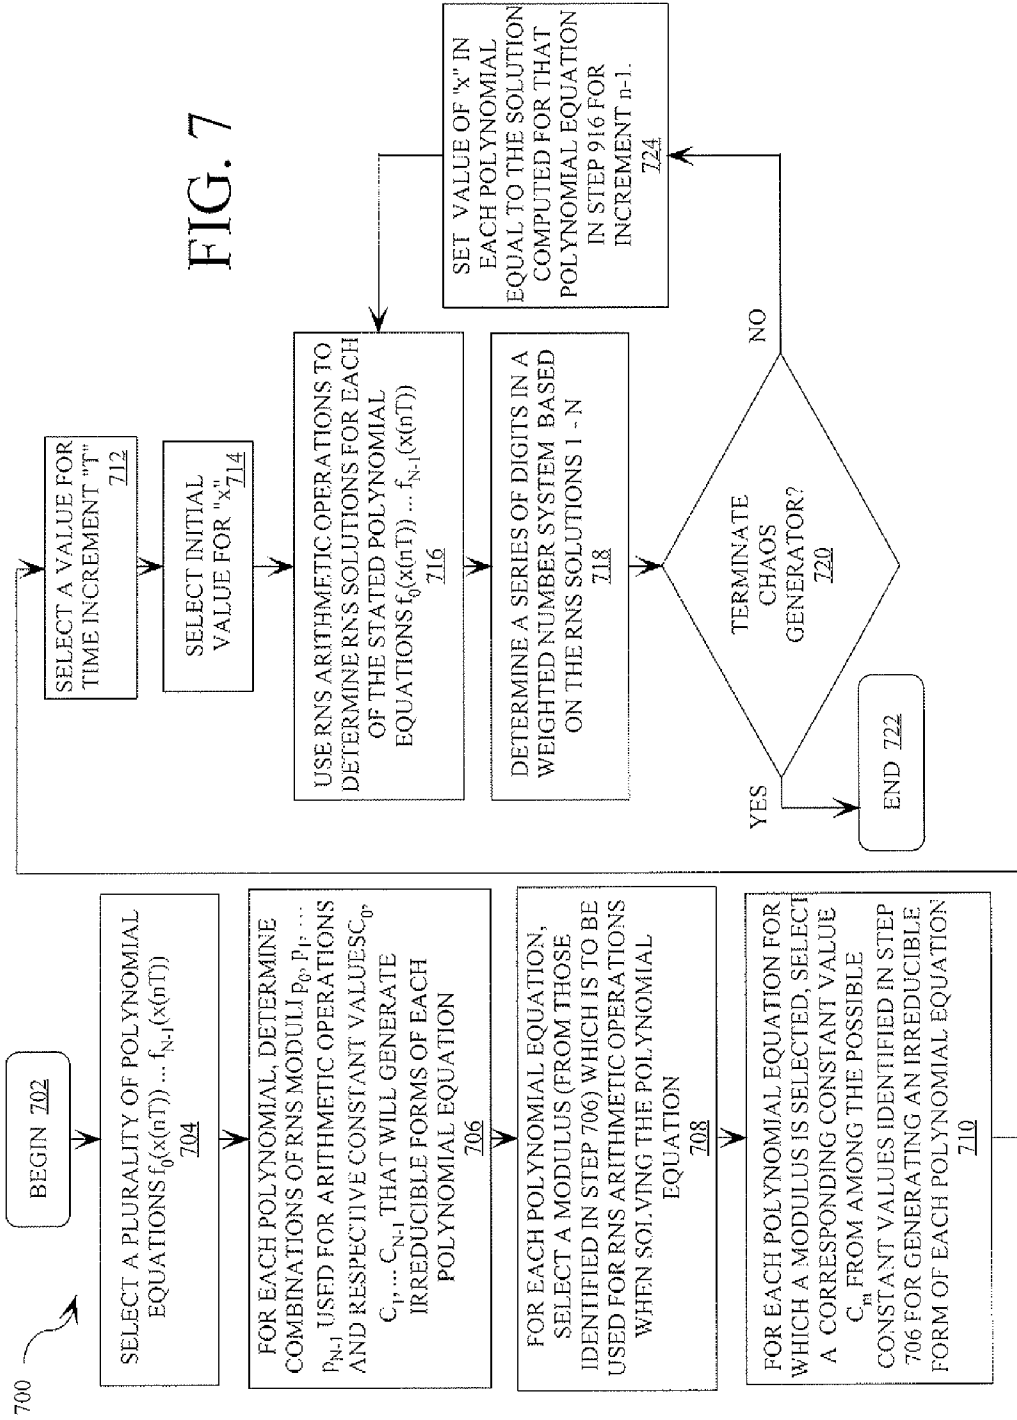 FIG. 7
700
BEGIN 702
SELECT A PLURALITY OF POLYNOMIAL
EQUATIONS f0(x(nT)) ... fN-1(x(nT))
704
FOR EACH POLYNOMIAL, DETERMINE
COMBINATIONS OF RNS MODULI p0, p1, ...
pN-1 USED FOR ARITHMETIC OPERATIONS
AND RESPECTIVE CONSTANT VALUES C0,
C1, ... CN-1 THAT WILL GENERATE
IRREDUCIBLE FORMS OF EACH
POLYNOMIAL EQUATION
706
FOR EACH POLYNOMIAL EQUATION,
SELECT A MODULUS (FROM THOSE
IDENTIFIED IN STEP 706) WHICH IS TO BE
USED FOR RNS ARITHMETIC OPERATIONS
WHEN SOLVING THE POLYNOMIAL
EQUATION
708
FOR EACH POLYNOMIAL EQUATION FOR
WHICH A MODULUS IS SELECTED, SELECT
A CORRESPONDING CONSTANT VALUE
Cm FROM AMONG THE POSSIBLE
CONSTANT VALUES IDENTIFIED IN STEP
706 FOR GENERATING AN IRREDUCIBLE
FORM OF EACH POLYNOMIAL EQUATION
710
SELECT A VALUE FOR
TIME INCREMENT "T"
712
SELECT INITIAL
VALUE FOR "x"
714
USE RNS ARITHMETIC OPERATIONS TO
DETERMINE RNS SOLUTIONS FOR EACH
OF THE STATED POLYNOMIAL
EQUATIONS f0(x(nT)) ... fN-1(x(nT))
716
DETERMINE A SERIES OF DIGITS IN A
WEIGHTED NUMBER SYSTEM BASED
ON THE RNS SOLUTIONS 1 - N
718
TERMINATE
CHAOS
GENERATOR?
720
YES
END 722
NO
SET VALUE OF "x" IN
EACH POLYNOMIAL
EQUAL TO THE SOLUTION
COMPUTED FOR THAT
POLYNOMIAL EQUATION
IN STEP 916 FOR
INCREMENT n-1.
724